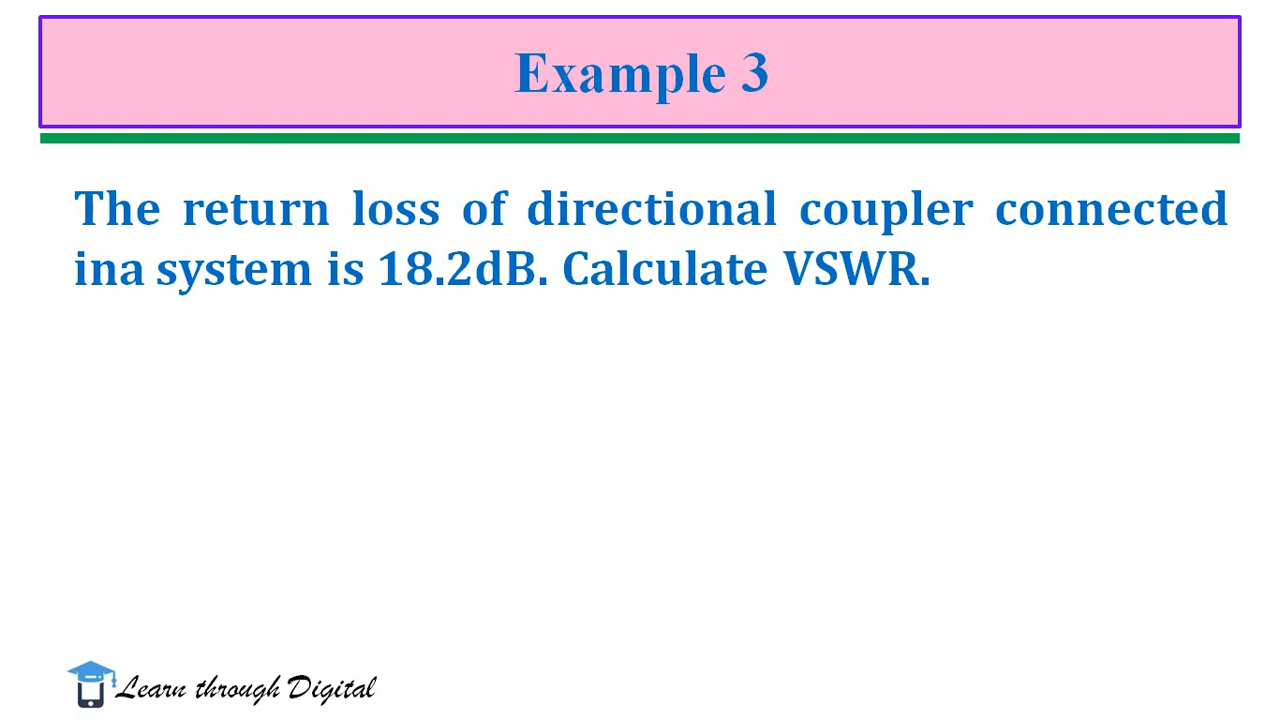 Example 3
The return loss of directional coupler connected
ina system is 18.2dB. Calculate VSWR.
Learn through Digital